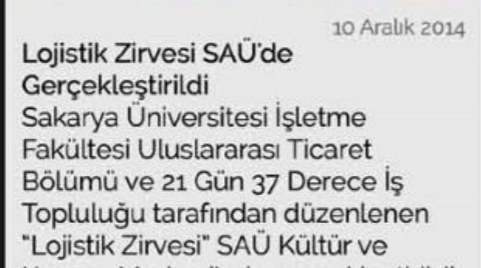 10 Aralık 2014
Lojistik Zirvesi SAÜ'de
Gerçekleştirildi
Sakarya Üniversitesi İşletme
Fakültesi Uluslararası Ticaret
Bölümü ve 21 Gün 37 Derece İş
Topluluğu tarafından düzenlenen
"Lojistik Zirvesi" SAÜ Kültür ve